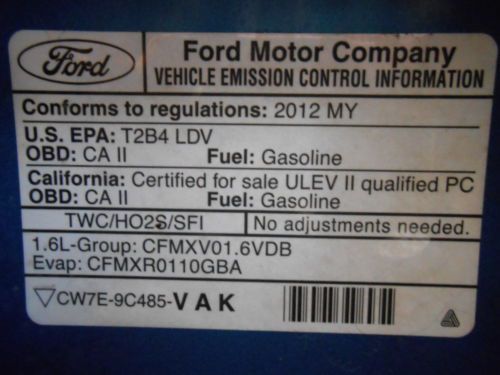 Ford
Ford Motor Company
VEHICLE EMISSION CONTROL INFORMATION
Conforms to regulations: 2012 MY
U.S. EPA: T2B4 LDV
OBD: CA II Fuel: Gasoline
California: Certified for sale ULEV II qualified PC
OBD: CA II Fuel: Gasoline
TWC/HO2S/SFI No adjustments needed.
1.6L-Group: CFMXV01.6VDB
Evap: CFMXR0110GBA
▽CW7E-9C485-VAK